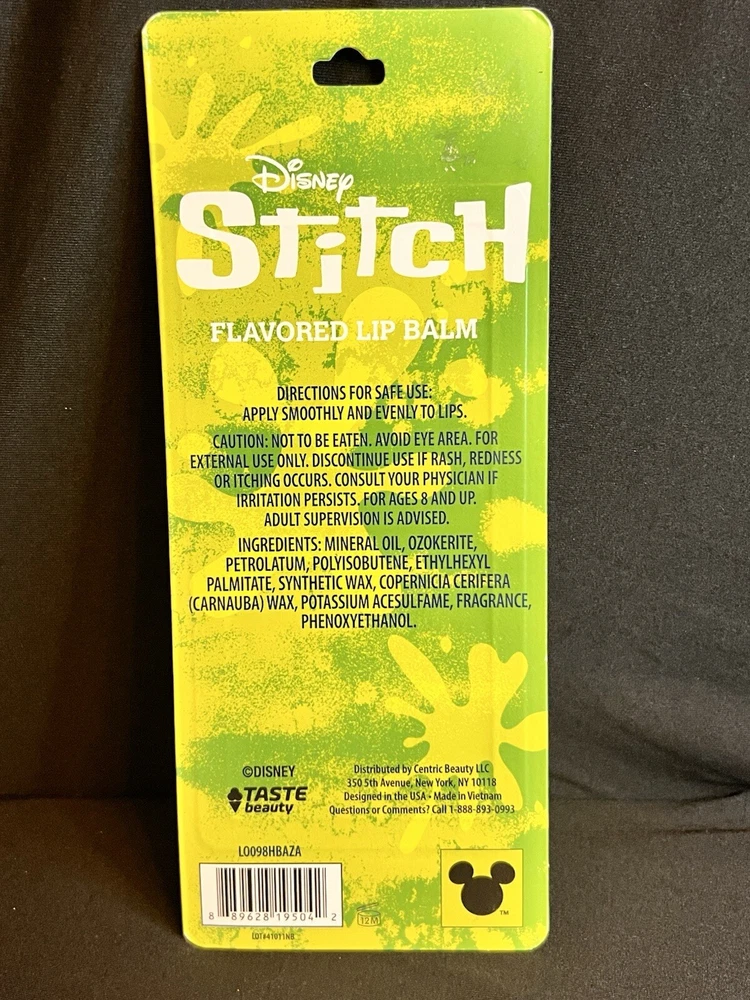 Disney
Stitch
FLAVORED LIP BALM
DIRECTIONS FOR SAFE USE:
APPLY SMOOTHLY AND EVENLY TO LIPS.
CAUTION: NOT TO BE EATEN. AVOID EYE AREA. FOR
EXTERNAL USE ONLY. DISCONTINUE USE IF RASH, REDNESS
OR ITCHING OCCURS. CONSULT YOUR PHYSICIAN IF
IRRITATION PERSISTS. FOR AGES 8 AND UP.
ADULT SUPERVISION IS ADVISED.
INGREDIENTS: MINERAL OIL, OZOKERITE,
PETROLATUM, POLYISOBUTENE, ETHYLHEXYL
PALMITATE, SYNTHETIC WAX, COPERNICIA CERIFERA
(CARNAUBA) WAX, POTASSIUM ACESULFAME, FRAGRANCE,
PHENOXYETHANOL.
©DISNEY
TASTE
beauty
Distributed by Centric Beauty LLC
350 5th Avenue, New York, NY 10118
Designed in the USA • Made in Vietnam
Questions or Comments? Call 1-888-893-0993
L0098HBAZA
8 89628 19504 2
12M
TM
LOT#41011NB